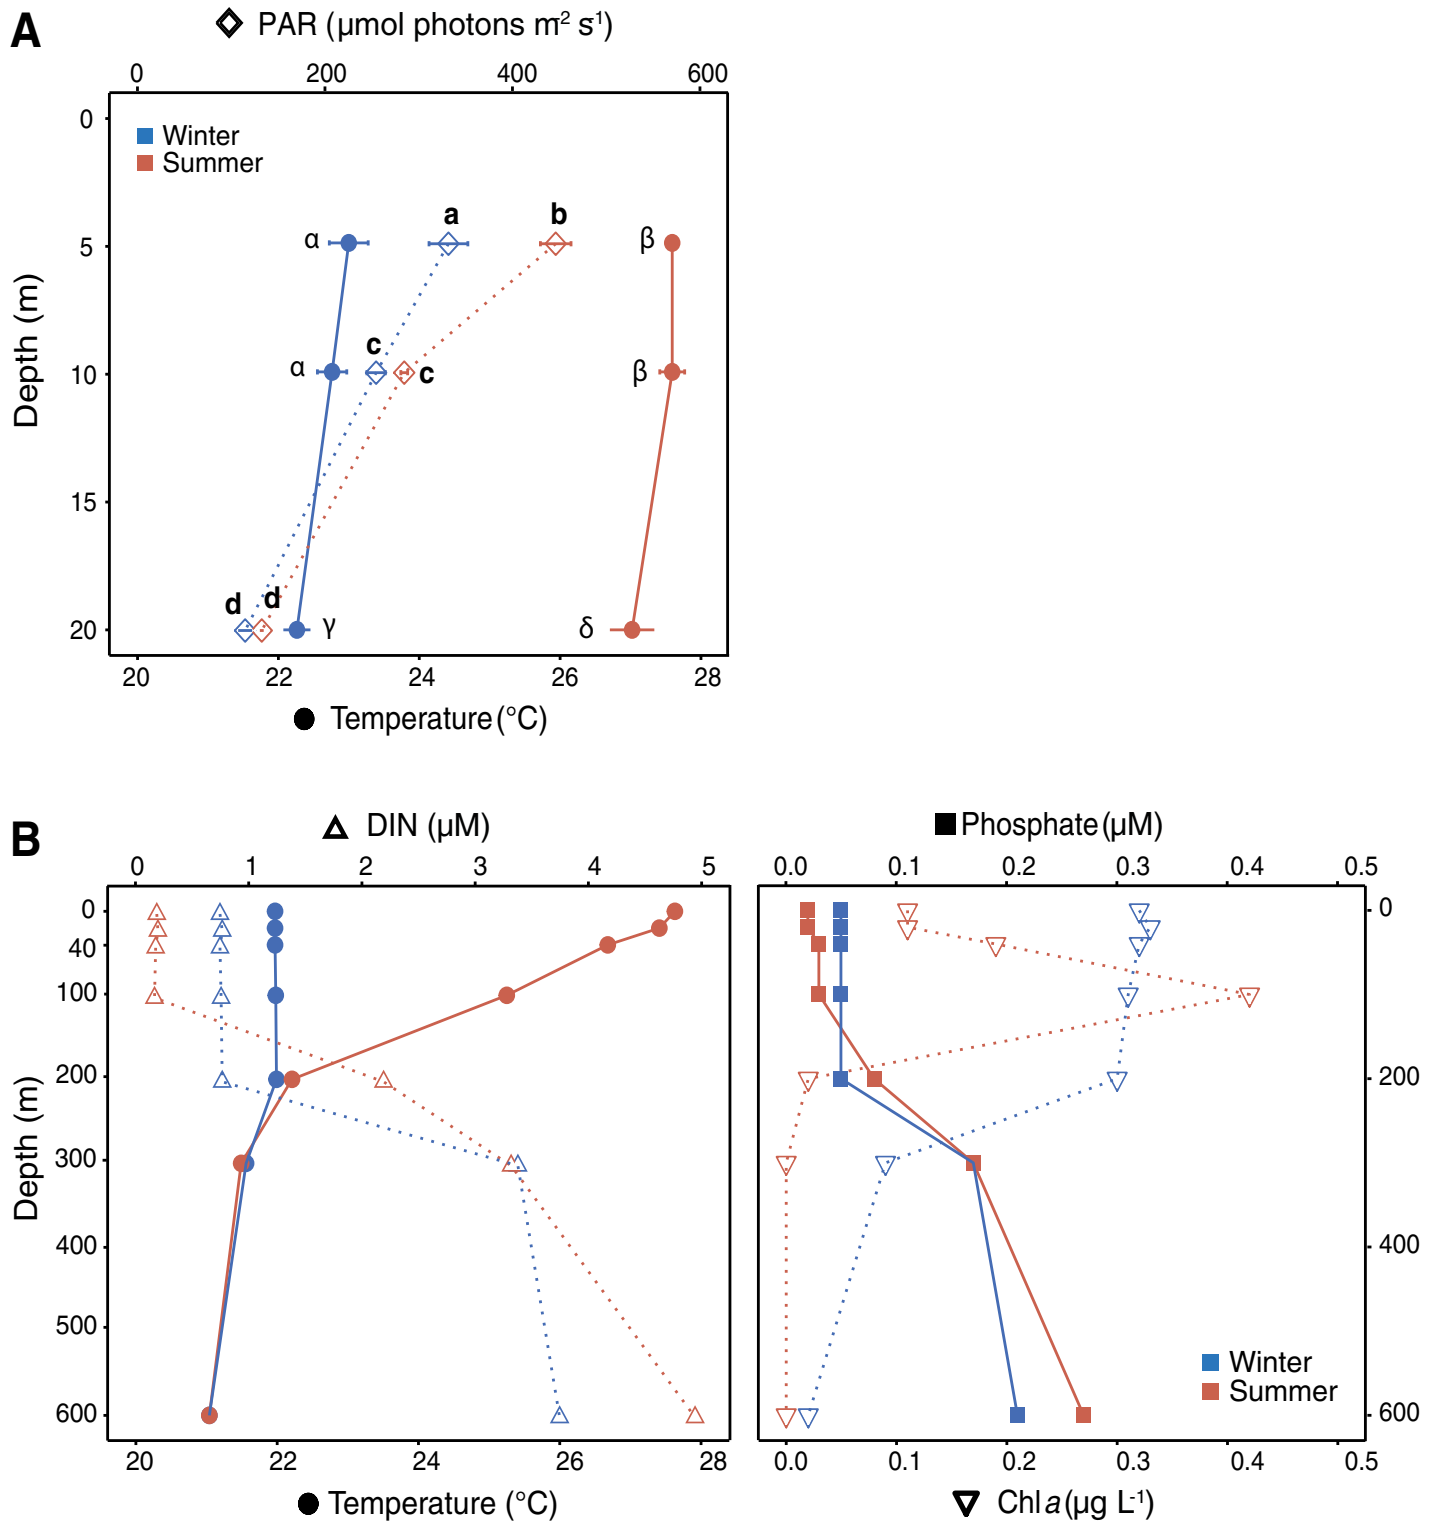 A
PAR (µmol photons m⁻² s⁻¹)
0 200 400 600
0
Winter
Summer
a b
α β
5
c
α c β
10
15
d d
γ δ
20
20 22 24 26 28
Temperature (°C)
Depth (m)
B
DIN (µM)
0 1 2 3 4 5
0
20
40
100
200
300
400
500
600
20 22 24 26 28
Temperature (°C)
Depth (m)
Phosphate (µM)
0.0 0.1 0.2 0.3 0.4 0.5
0
200
400
Winter
Summer
600
0.0 0.1 0.2 0.3 0.4 0.5
Chl a (µg L⁻¹)